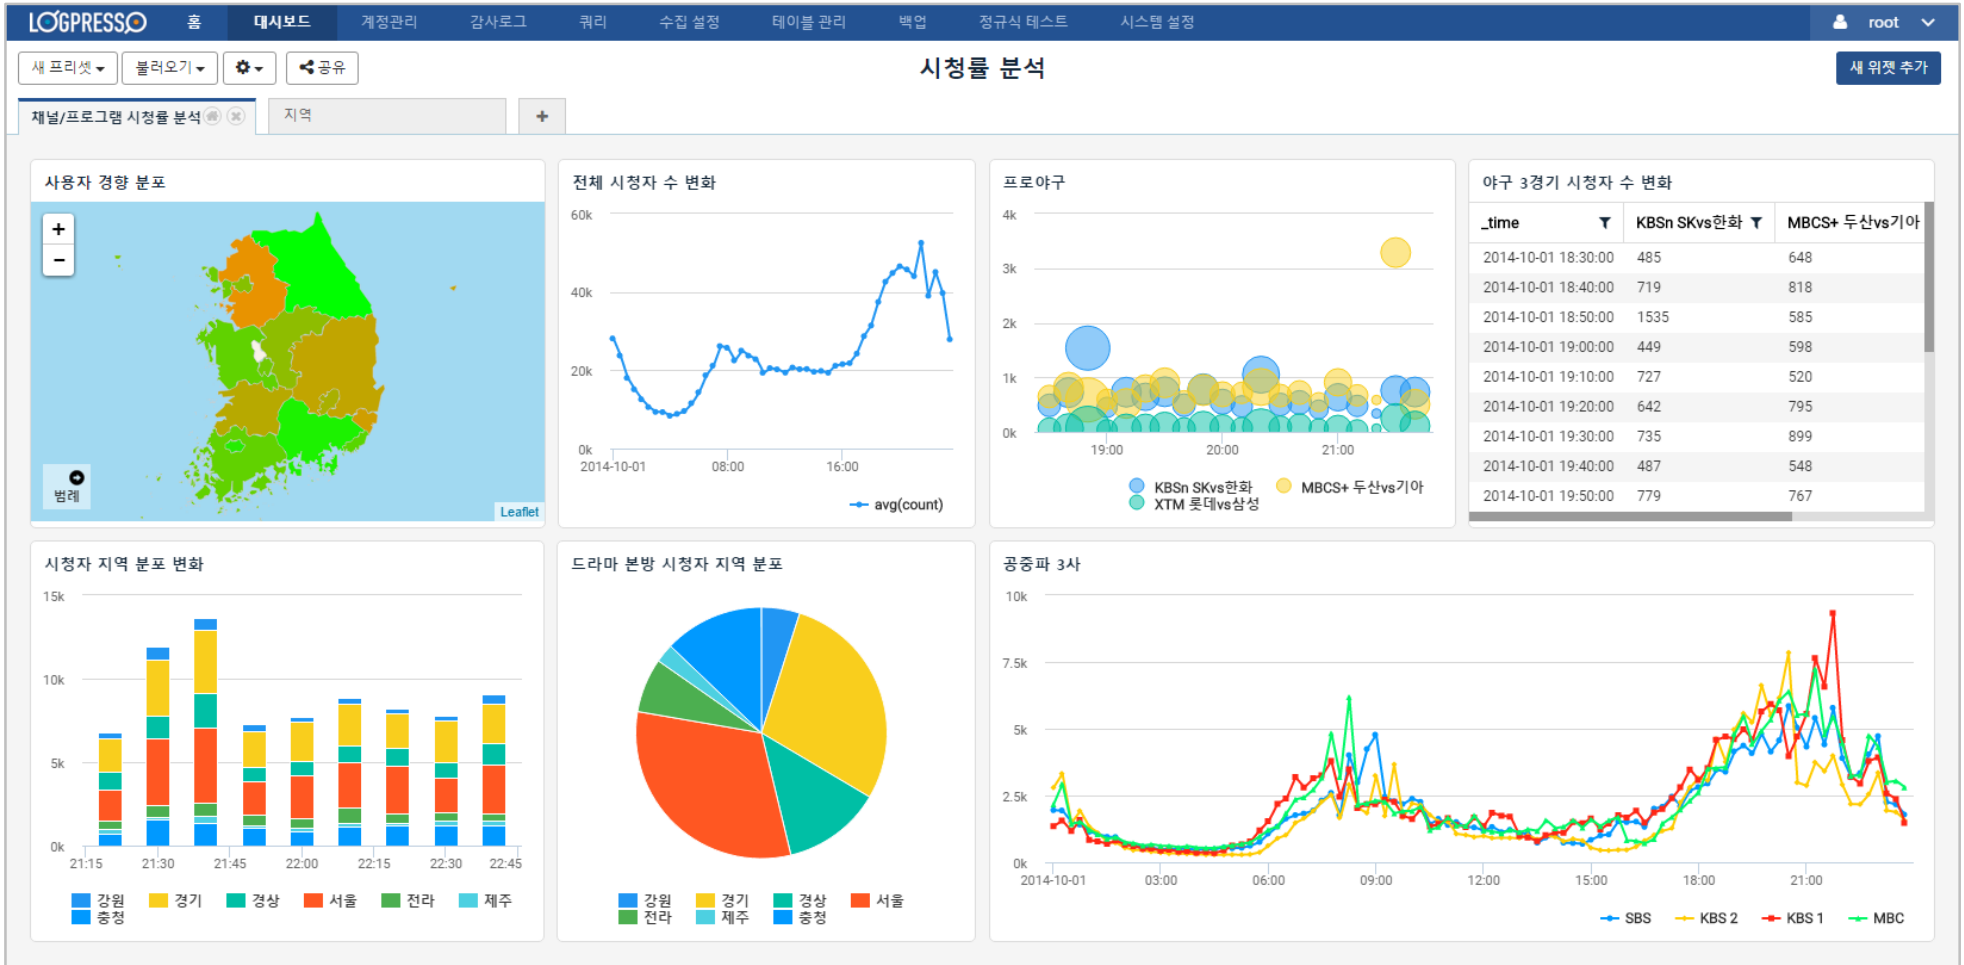 LOGPRESSO 홈 대시보드 계정관리 감사로그 쿼리 수집 설정 테이블 관리 백업 정규식 테스트 시스템 설정 root
새 프리셋 불러오기 공유 시청률 분석 새 위젯 추가
채널/프로그램 시청률 분석 지역 +
사용자 경향 분포
+
−
범례
Leaflet
전체 시청자 수 변화
60k
40k
20k
0k
2014-10-01 08:00 16:00
avg(count)
프로야구
4k
3k
2k
1k
0k
19:00 20:00 21:00
KBSn SKvs한화 MBCS+ 두산vs기아
XTM 롯데vs삼성
야구 3경기 시청자 수 변화
_time KBSn SKvs한화 MBCS+ 두산vs기아
2014-10-01 18:30:00 485 648
2014-10-01 18:40:00 719 818
2014-10-01 18:50:00 1535 585
2014-10-01 19:00:00 449 598
2014-10-01 19:10:00 727 520
2014-10-01 19:20:00 642 795
2014-10-01 19:30:00 735 899
2014-10-01 19:40:00 487 548
2014-10-01 19:50:00 779 767
시청자 지역 분포 변화
15k
10k
5k
0k
21:15 21:30 21:45 22:00 22:15 22:30 22:45
강원 경기 경상 서울 전라 제주
충청
드라마 본방 시청자 지역 분포
강원 경기 경상 서울
전라 제주 충청
공중파 3사
10k
7.5k
5k
2.5k
0k
2014-10-01 03:00 06:00 09:00 12:00 15:00 18:00 21:00
SBS KBS 2 KBS 1 MBC